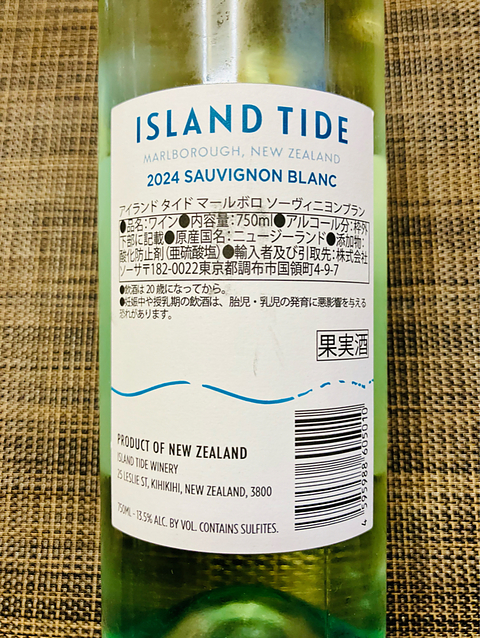 ISLAND TIDE
MARLBOROUGH, NEW ZEALAND
2024 SAUVIGNON BLANC
アイランド タイド マールボロ ソーヴィニヨンブラン
●品名:ワイン●内容量:750ml●アルコール分:枠外
下部に記載●原産国名:ニュージーランド●添加物:
酸化防止剤(亜硫酸塩)●輸入者及び引取先:株式会社
ソーサ〒182-0022東京都調布市国領町4-9-7
●飲酒は20歳になってから。
●妊娠中や授乳期の飲酒は、胎児・乳児の発育に悪影響を与える
恐れがあります。
果実酒
PRODUCT OF NEW ZEALAND
ISLAND TIDE WINERY
25 LESLIE ST, KIHIKIHI, NEW ZEALAND, 3800
750ML - 13.5% ALC. BY VOL. CONTAINS SULFITES.
4 595988 605010